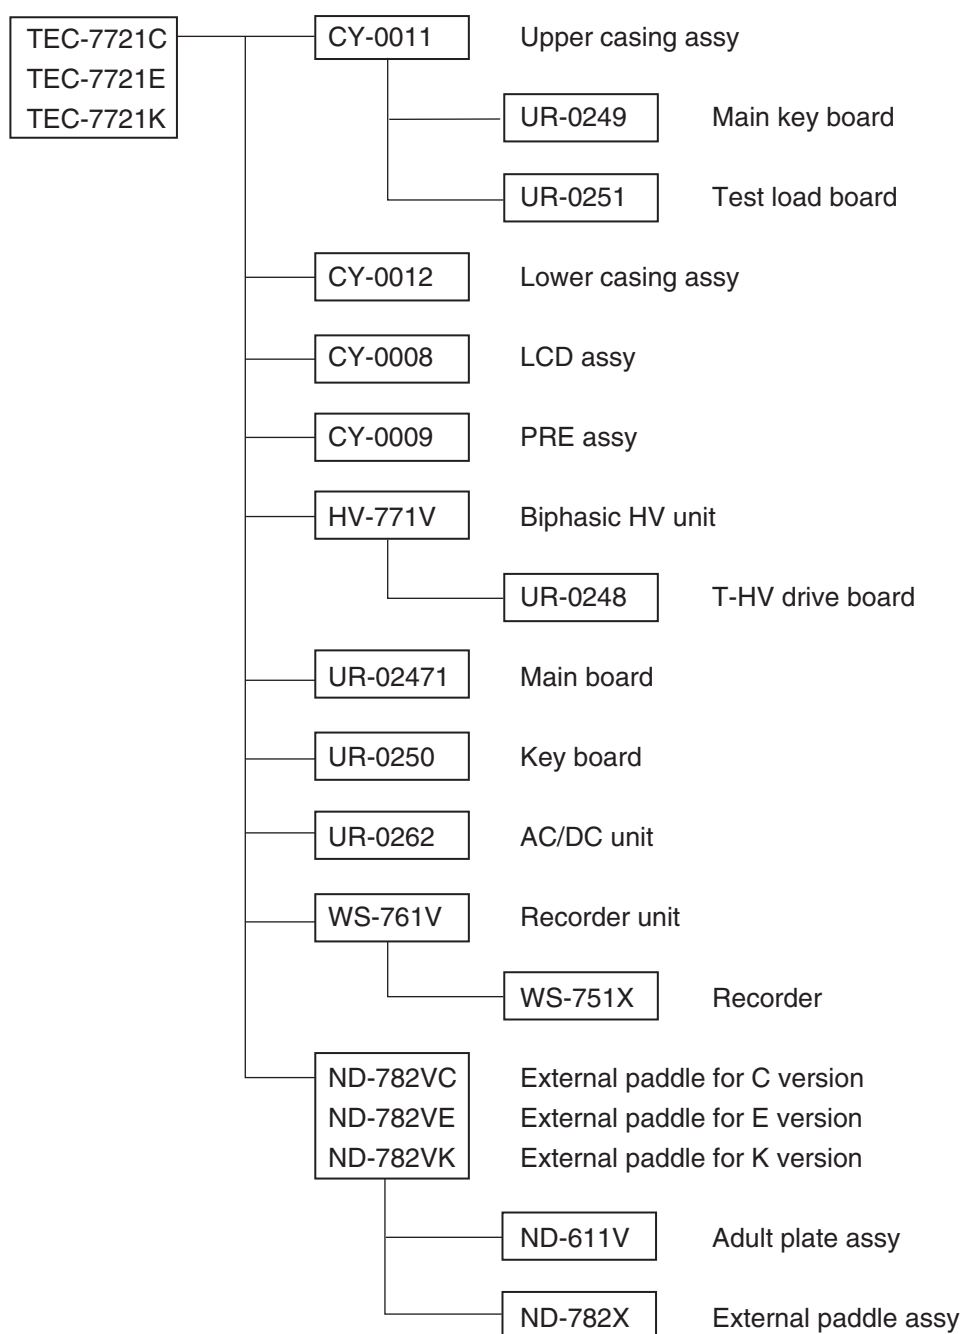 TEC-7721C
TEC-7721E
TEC-7721K
CY-0011 Upper casing assy
UR-0249 Main key board
UR-0251 Test load board
CY-0012 Lower casing assy
CY-0008 LCD assy
CY-0009 PRE assy
HV-771V Biphasic HV unit
UR-0248 T-HV drive board
UR-02471 Main board
UR-0250 Key board
UR-0262 AC/DC unit
WS-761V Recorder unit
WS-751X Recorder
ND-782VC External paddle for C version
ND-782VE External paddle for E version
ND-782VK External paddle for K version
ND-611V Adult plate assy
ND-782X External paddle assy